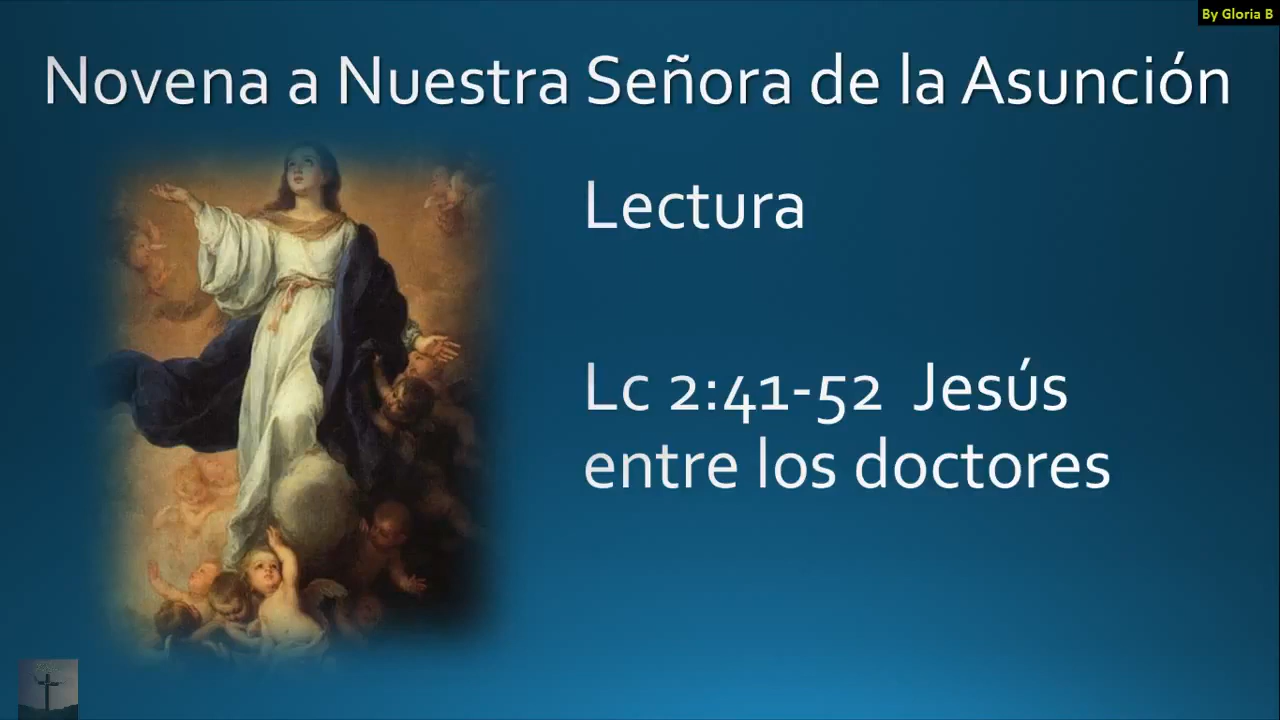 By Gloria B
Novena a Nuestra Señora de la Asunción
Lectura
Lc 2:41-52 Jesús
entre los doctores